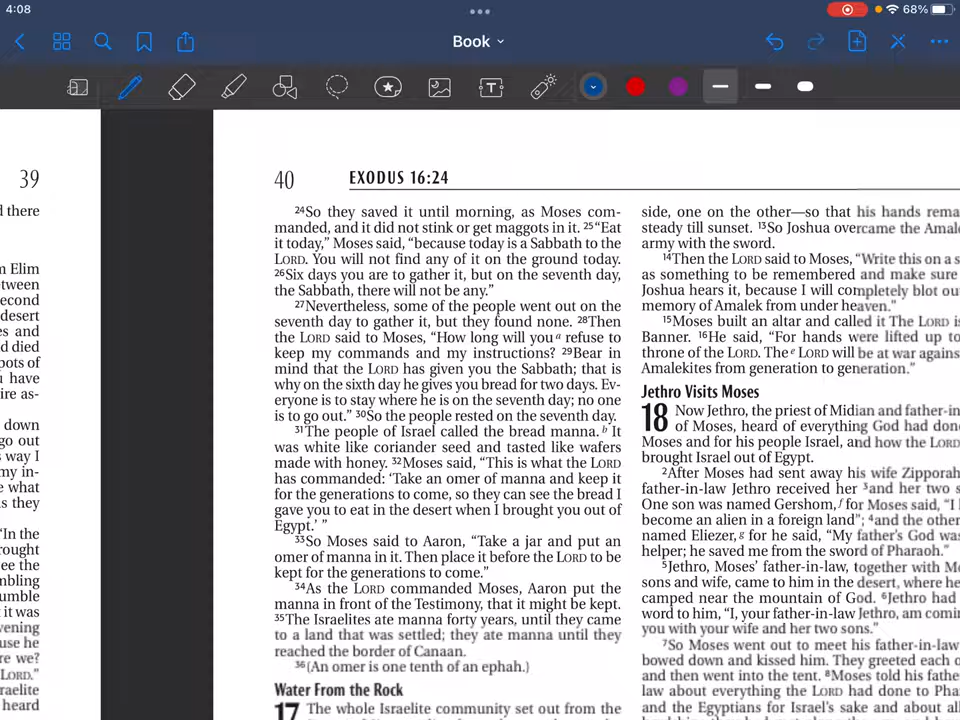 4:08
68%
Book
T
39
d there
m Elim
etween
econd
desert
es and
d died
pots of
u have
ire as-
down
go out
s way I
my in-
e what
as they
"In the
rought
see the
mbling
umble
it was
vening
use he
re we?
LORD."
raelite
heard
40 EXODUS 16:24
24So they saved it until morning, as Moses com-
manded, and it did not stink or get maggots in it. 25"Eat
it today," Moses said, "because today is a Sabbath to the
LORD. You will not find any of it on the ground today.
26Six days you are to gather it, but on the seventh day,
the Sabbath, there will not be any."
27Nevertheless, some of the people went out on the
seventh day to gather it, but they found none. 28Then
the LORD said to Moses, "How long will you a refuse to
keep my commands and my instructions? 29Bear in
mind that the LORD has given you the Sabbath; that is
why on the sixth day he gives you bread for two days. Ev-
eryone is to stay where he is on the seventh day; no one
is to go out." 30So the people rested on the seventh day.
31The people of Israel called the bread manna. b It
was white like coriander seed and tasted like wafers
made with honey. 32Moses said, "This is what the LORD
has commanded: 'Take an omer of manna and keep it
for the generations to come, so they can see the bread I
gave you to eat in the desert when I brought you out of
Egypt.' "
33So Moses said to Aaron, "Take a jar and put an
omer of manna in it. Then place it before the LORD to be
kept for the generations to come."
34As the LORD commanded Moses, Aaron put the
manna in front of the Testimony, that it might be kept.
35The Israelites ate manna forty years, until they came
to a land that was settled; they ate manna until they
reached the border of Canaan.
36(An omer is one tenth of an ephah.)
Water From the Rock
17 The whole Israelite community set out from the
side, one on the other—so that his hands rema
steady till sunset. 13So Joshua overcame the Amale
army with the sword.
14Then the LORD said to Moses, "Write this on a s
as something to be remembered and make sure
Joshua hears it, because I will completely blot ou
memory of Amalek from under heaven."
15Moses built an altar and called it The LORD is
Banner. 16He said, "For hands were lifted up to
throne of the LORD. The e LORD will be at war against
Amalekites from generation to generation."
Jethro Visits Moses
18 Now Jethro, the priest of Midian and father-in
of Moses, heard of everything God had done
Moses and for his people Israel, and how the LORD
brought Israel out of Egypt.
2After Moses had sent away his wife Zipporah
father-in-law Jethro received her 3and her two s
One son was named Gershom, f for Moses said, "I
become an alien in a foreign land"; 4and the other
named Eliezer, g for he said, "My father's God was
helper; he saved me from the sword of Pharaoh."
5Jethro, Moses' father-in-law, together with Mo
sons and wife, came to him in the desert, where he
camped near the mountain of God. 6Jethro had
word to him, "I, your father-in-law Jethro, am comin
you with your wife and her two sons."
7So Moses went out to meet his father-in-law
bowed down and kissed him. They greeted each o
and then went into the tent. 8Moses told his fathe
law about everything the LORD had done to Phar
and the Egyptians for Israel's sake and about all